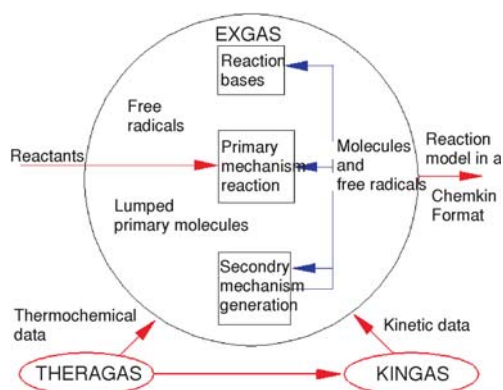 EXGAS
Reaction
bases
Free
radicals
Reactants
Primary
mechanism
reaction
Molecules
and
free radicals
Reaction
model in a
Chemkin
Format
Lumped
primary molecules
Secondry
mechanism
generation
Thermochemical
data
Kinetic data
THERAGAS
KINGAS